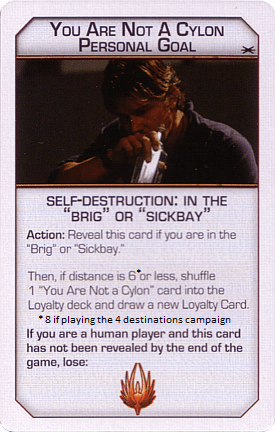 You Are Not A Cylon
Personal Goal
SELF-DESTRUCTION: IN THE
"BRIG" OR "SICKBAY"
Action: Reveal this card if you are in the
"Brig" or "Sickbay."
Then, if distance is 6* or less, shuffle
1 "You Are Not a Cylon" card into the
Loyalty deck and draw a new Loyalty Card.
* 8 if playing the 4 destinations campaign
If you are a human player and this card
has not been revealed by the end of the
game, lose: